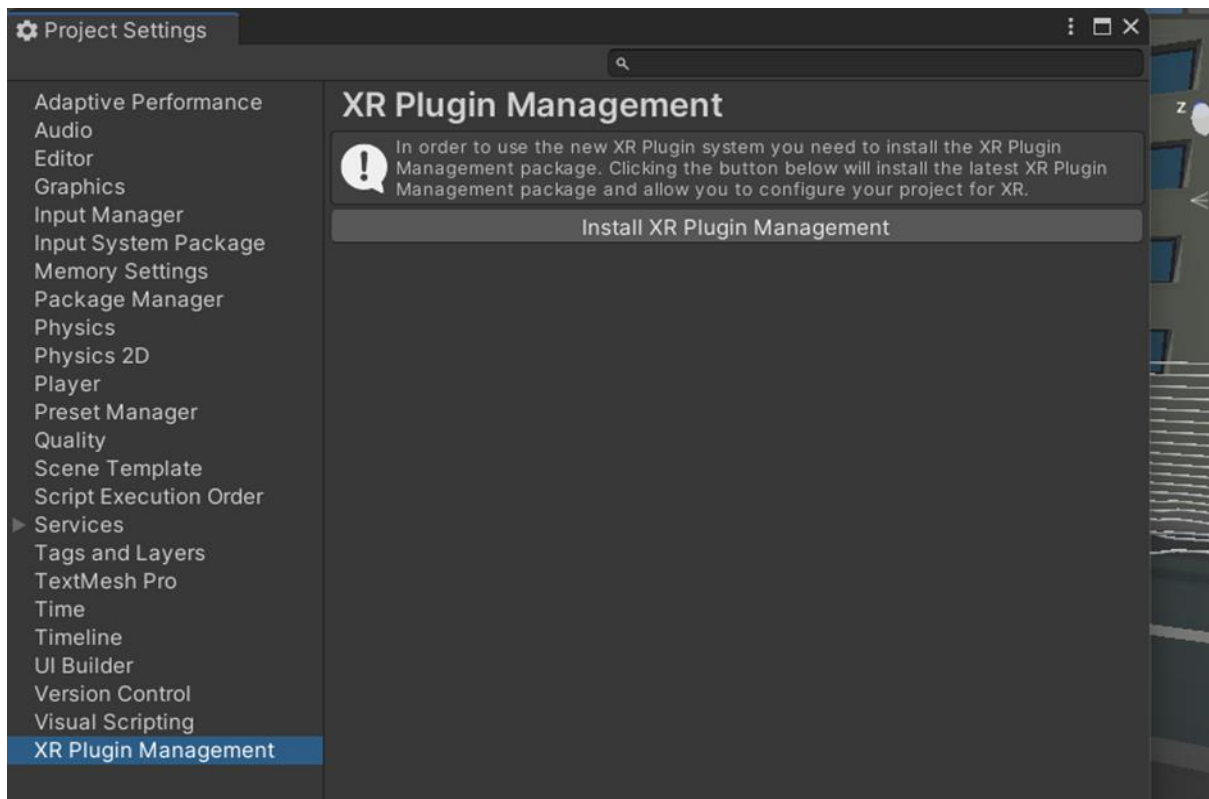 Project Settings
Adaptive Performance
Audio
Editor
Graphics
Input Manager
Input System Package
Memory Settings
Package Manager
Physics
Physics 2D
Player
Preset Manager
Quality
Scene Template
Script Execution Order
Services
Tags and Layers
TextMesh Pro
Time
Timeline
UI Builder
Version Control
Visual Scripting
XR Plugin Management
XR Plugin Management
In order to use the new XR Plugin system you need to install the XR Plugin
Management package. Clicking the button below will install the latest XR Plugin
Management package and allow you to configure your project for XR.
Install XR Plugin Management
z